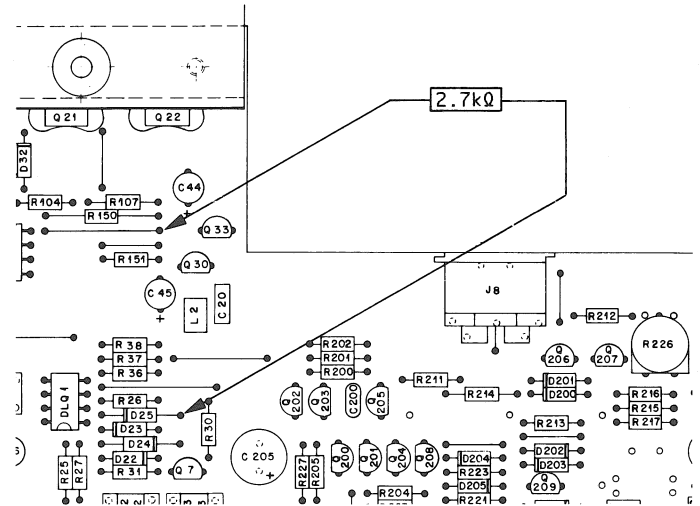 2.7kΩ
Q21
Q22
D32
C44
R104
R107
R150
+
Q33
R151
Q30
J8
C45
C20
L2
+
R212
R38
R202
R226
R37
R201
Q206
Q207
R36
R200
R211
D201
DLQ1
R214
D200
R216
R26
Q202
Q203
C200
Q205
R215
D25
R30
R213
R217
D23
D24
C205
Q200
Q201
Q204
Q208
D202
D22
D204
D203
R25
R27
R31
Q7
+
R227
R205
R223
D205
Q209
R204
R221